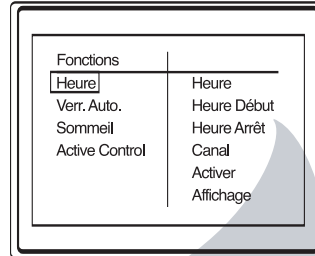 Fonctions
Heure
Verr. Auto.
Sommeil
Active Control
Heure
Heure Début
Heure Arrêt
Canal
Activer
Affichage